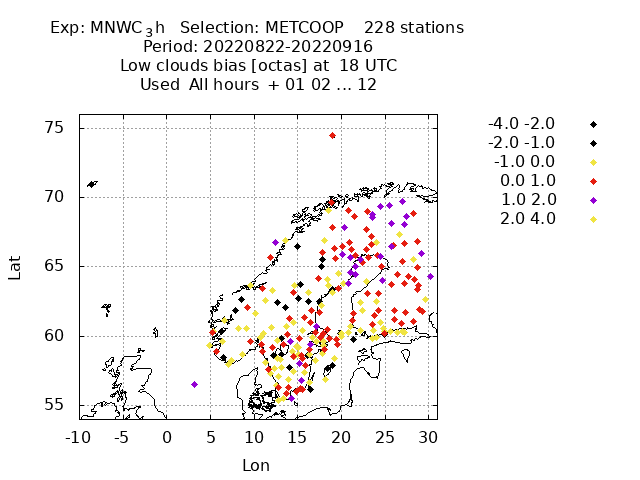 Exp: MNWC₃h Selection: METCOOP 228 stations
Period: 20220822-20220916
Low clouds bias [octas] at 18 UTC
Used All hours + 01 02 ... 12
-4.0 -2.0
-2.0 -1.0
-1.0 0.0
0.0 1.0
1.0 2.0
2.0 4.0
75
70
65
60
55
Lat
-10 -5 0 5 10 15 20 25 30
Lon